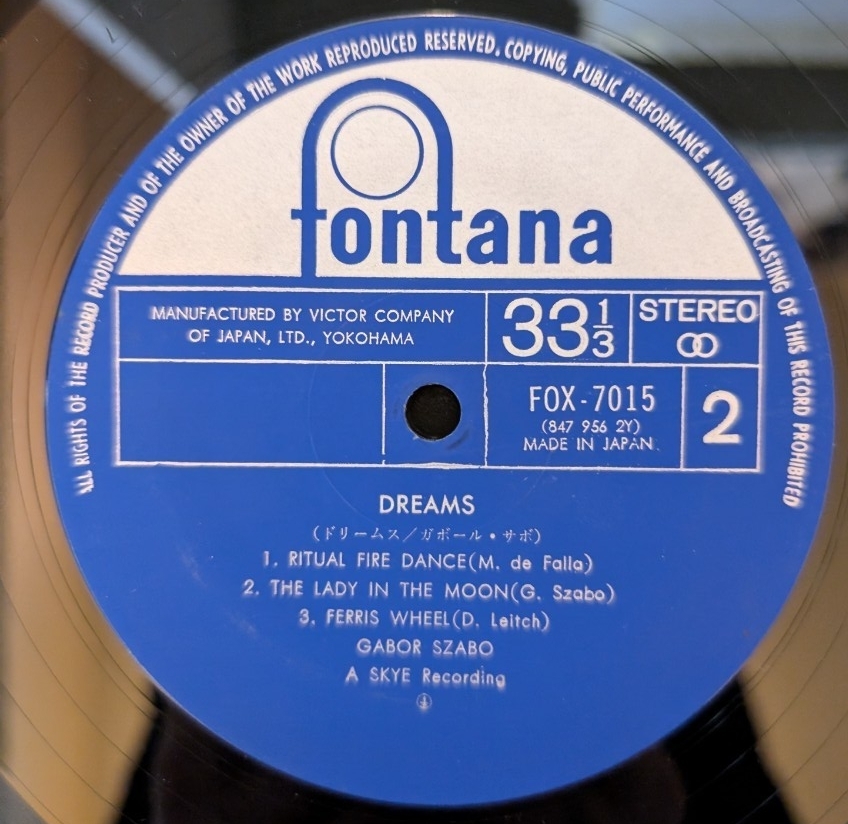 ALL RIGHTS OF THE RECORD PRODUCER AND OF THE OWNER OF THE WORK REPRODUCED RESERVED. COPYING, PUBLIC PERFORMANCE AND BROADCASTING OF THIS RECORD PROHIBITED
fontana
MANUFACTURED BY VICTOR COMPANY
OF JAPAN, LTD., YOKOHAMA
33 1/3
STEREO
FOX-7015
(847 956 2Y)
MADE IN JAPAN.
2
DREAMS
(ドリームス/ガボール・サボ)
1. RITUAL FIRE DANCE(M. de Falla)
2. THE LADY IN THE MOON(G. Szabo)
3. FERRIS WHEEL(D. Leitch)
GABOR SZABO
A SKYE Recording